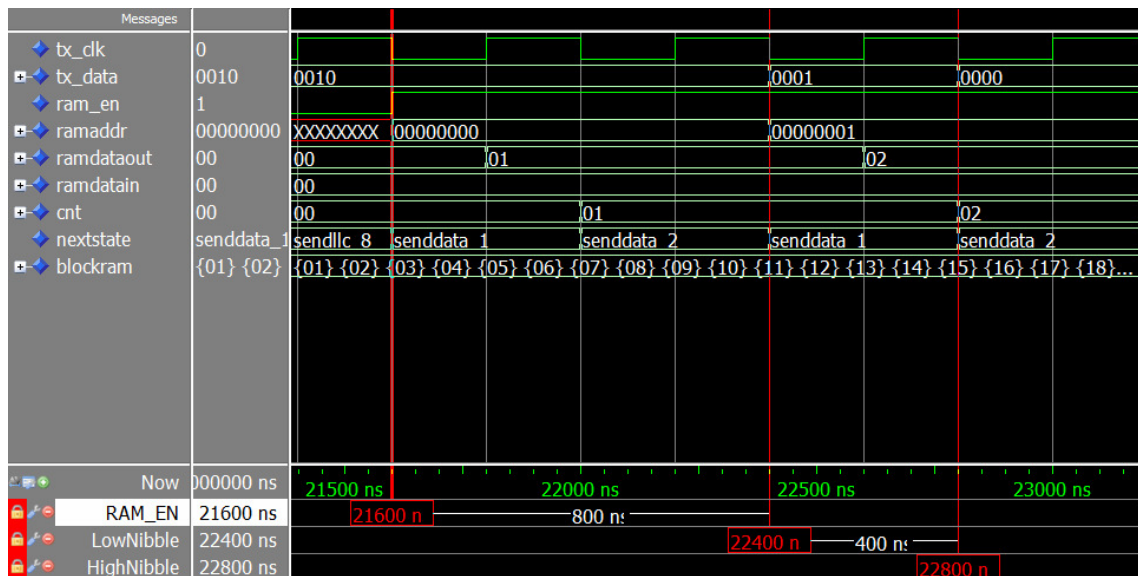 Messages
tx_clk 0
tx_data 0010 0010 0001 0000
ram_en 1
ramaddr 00000000 XXXXXXXX 00000000 00000001
ramdataout 00 00 01 02
ramdatain 00 00
cnt 00 00 01 02
nextstate senddata_1 sendllc_8 senddata_1 senddata_2 senddata_1 senddata_2
blockram {01} {02} {01} {02} {03} {04} {05} {06} {07} {08} {09} {10} {11} {12} {13} {14} {15} {16} {17} {18}...
Now 000000 ns 21500 ns 22000 ns 22500 ns 23000 ns
RAM_EN 21600 ns 21600 n 800 ns
LowNibble 22400 ns 22400 n 400 ns
HighNibble 22800 ns 22800 n